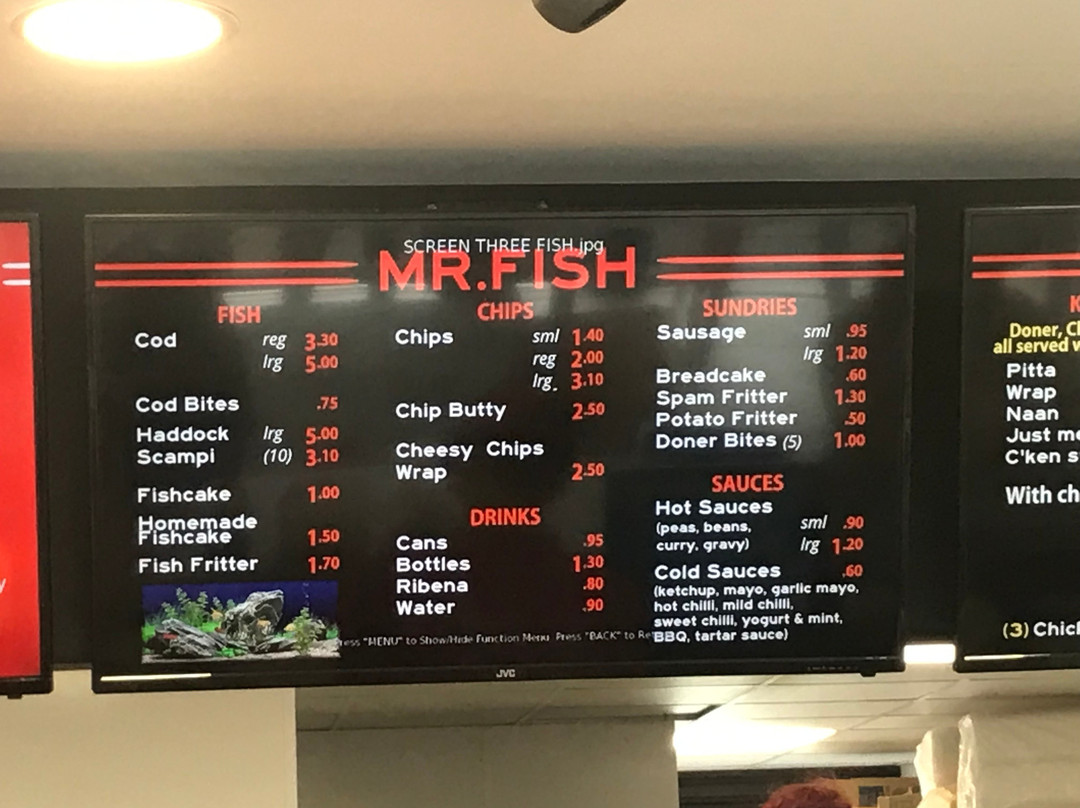 SCREEN THREE FISH.jpg
MR.FISH
FISH
Cod reg 3.30
lrg 5.00
Cod Bites .75
Haddock lrg 5.00
Scampi (10) 3.10
Fishcake 1.00
Homemade
Fishcake 1.50
Fish Fritter 1.70
CHIPS
Chips sml 1.40
reg 2.00
lrg. 3.10
Chip Butty 2.50
Cheesy Chips
Wrap 2.50
DRINKS
Cans .95
Bottles 1.30
Ribena .80
Water .90
SUNDRIES
Sausage sml .95
lrg 1.20
Breadcake .60
Spam Fritter 1.30
Potato Fritter .50
Doner Bites (5) 1.00
SAUCES
Hot Sauces
(peas, beans, sml .90
curry, gravy) lrg 1.20
Cold Sauces .60
(ketchup, mayo, garlic mayo,
hot chilli, mild chilli,
sweet chilli, yogurt & mint,
BBQ, tartar sauce)
ress "MENU" to Show/Hide Function Menu Press "BACK" to Re
JVC
Doner, C
all served w
Pitta
Wrap
Naan
Just m
C'ken s
With ch
(3) Chic